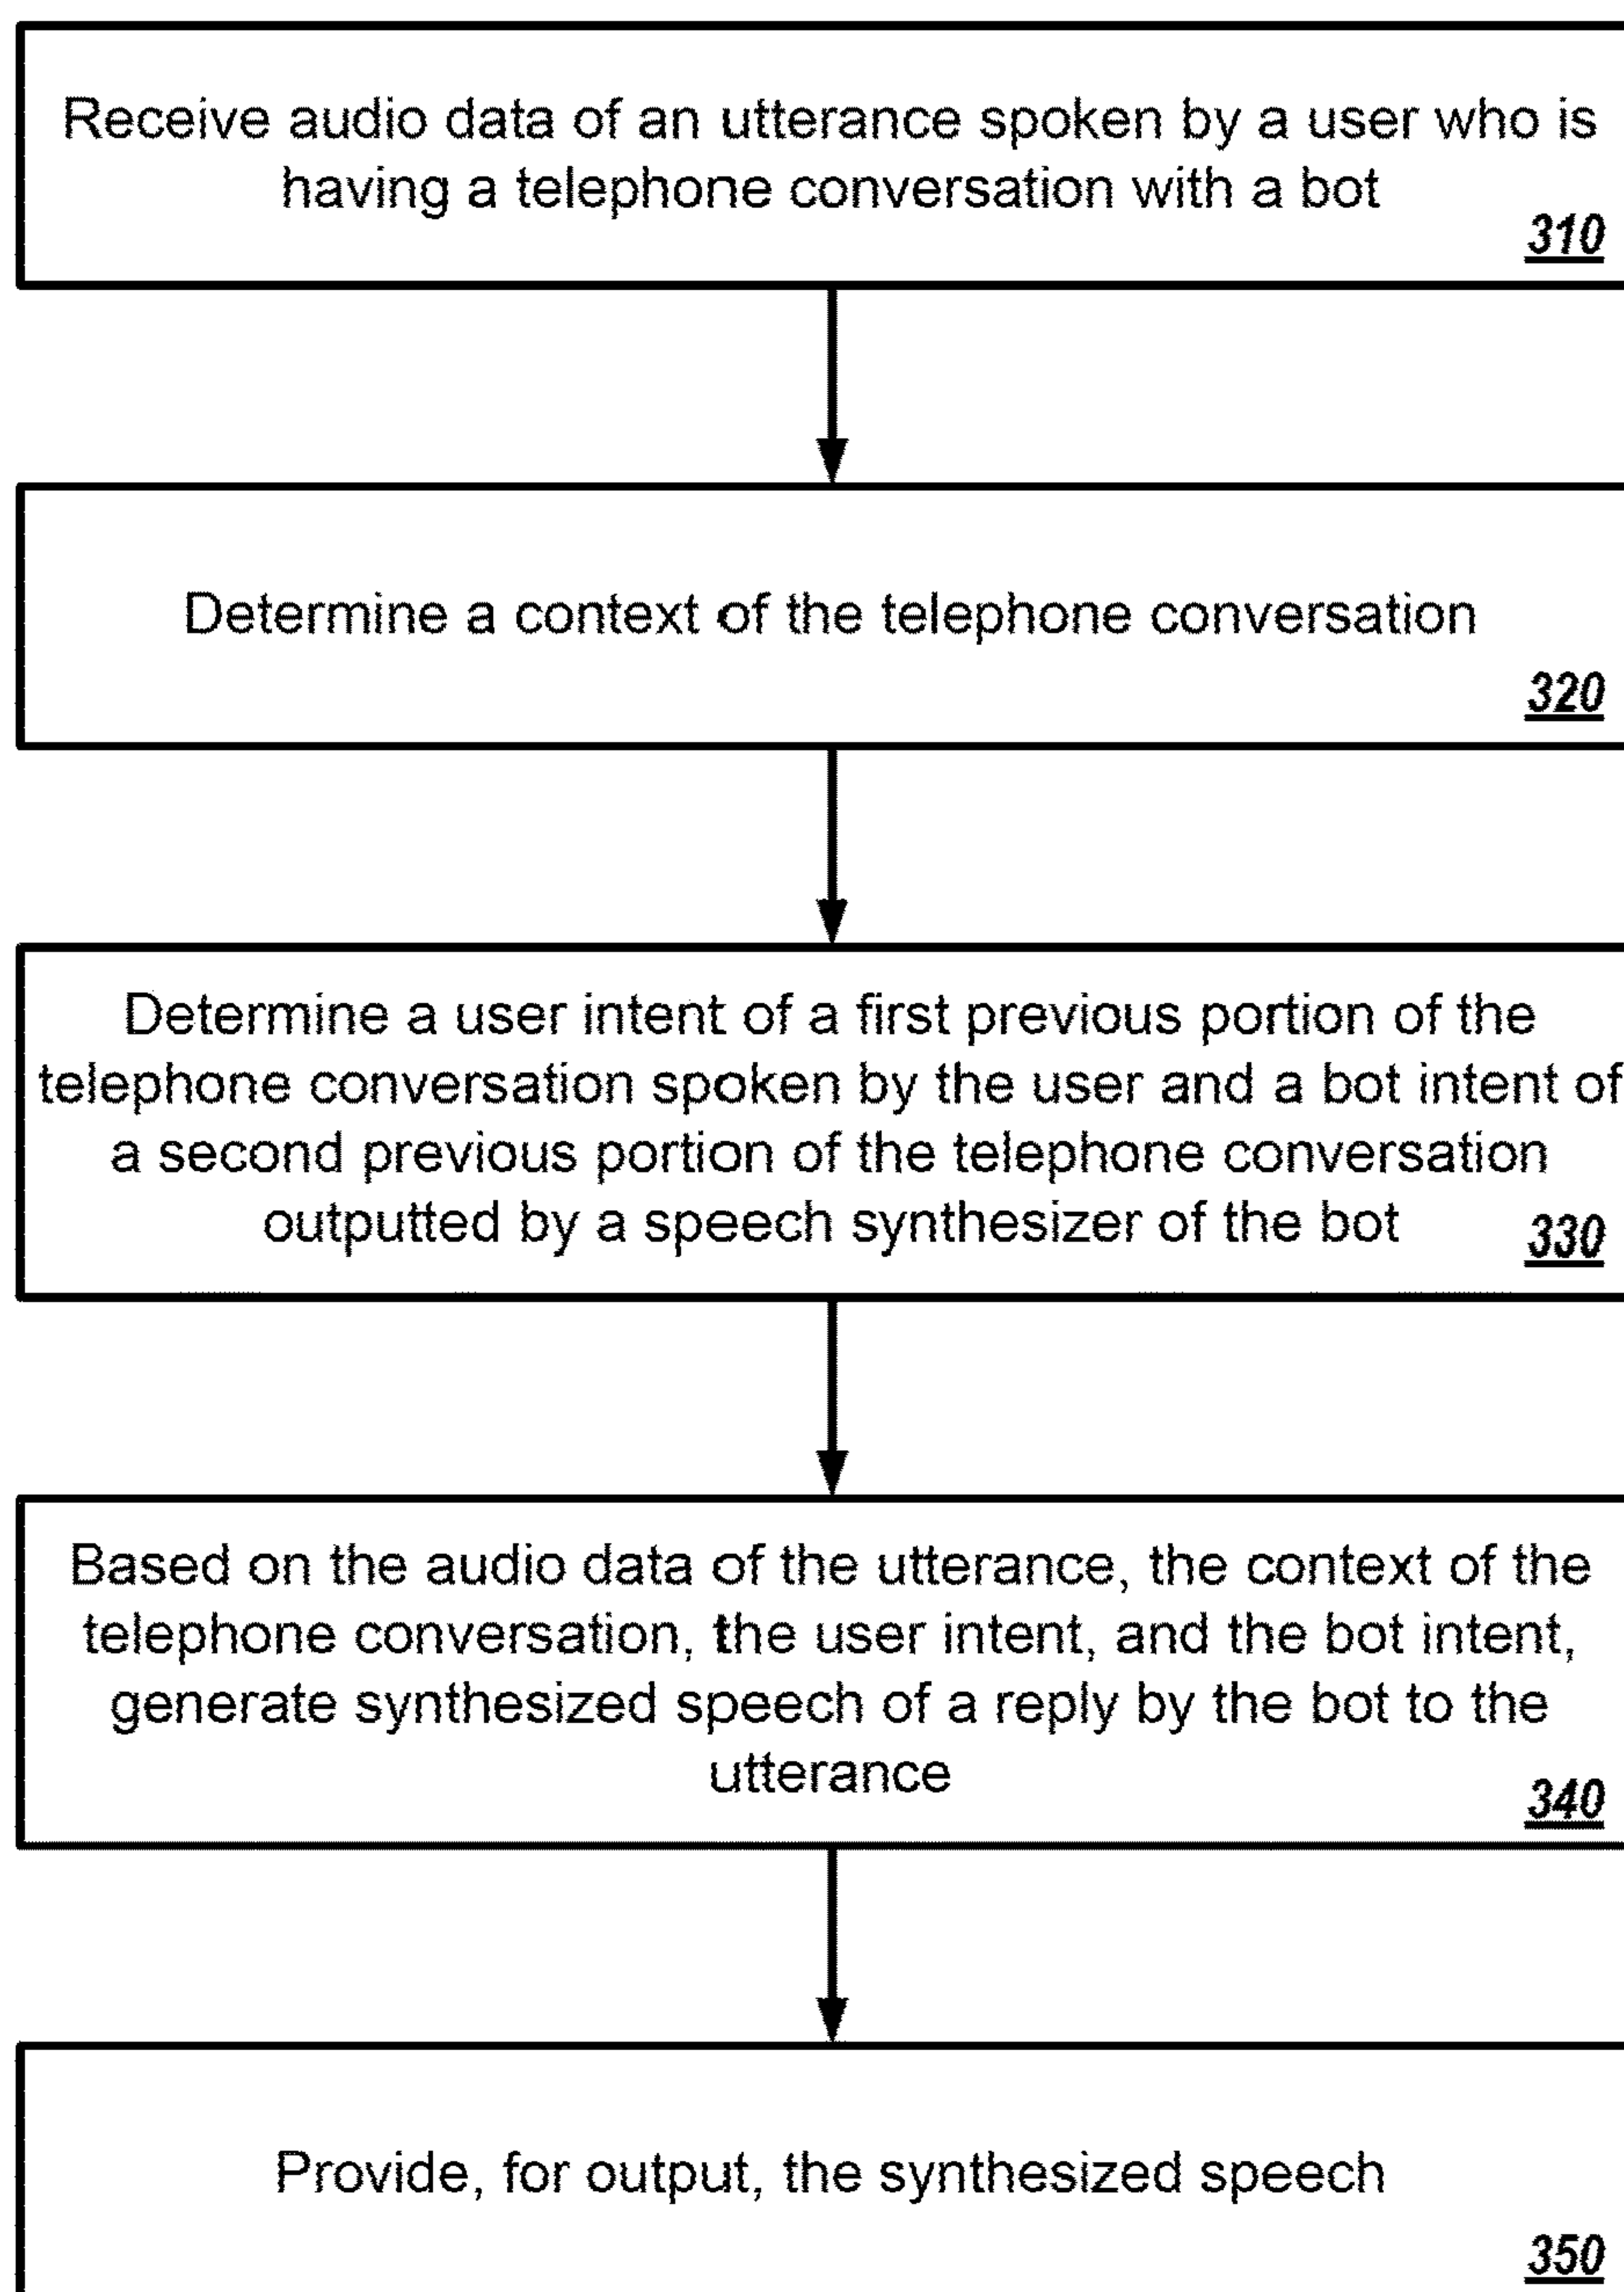 Receive audio data of an utterance spoken by a user who is
having a telephone conversation with a bot
310
Determine a context of the telephone conversation
320
Determine a user intent of a first previous portion of the
telephone conversation spoken by the user and a bot intent of
a second previous portion of the telephone conversation
outputted by a speech synthesizer of the bot
330
Based on the audio data of the utterance, the context of the
telephone conversation, the user intent, and the bot intent,
generate synthesized speech of a reply by the bot to the
utterance
340
Provide, for output, the synthesized speech
350